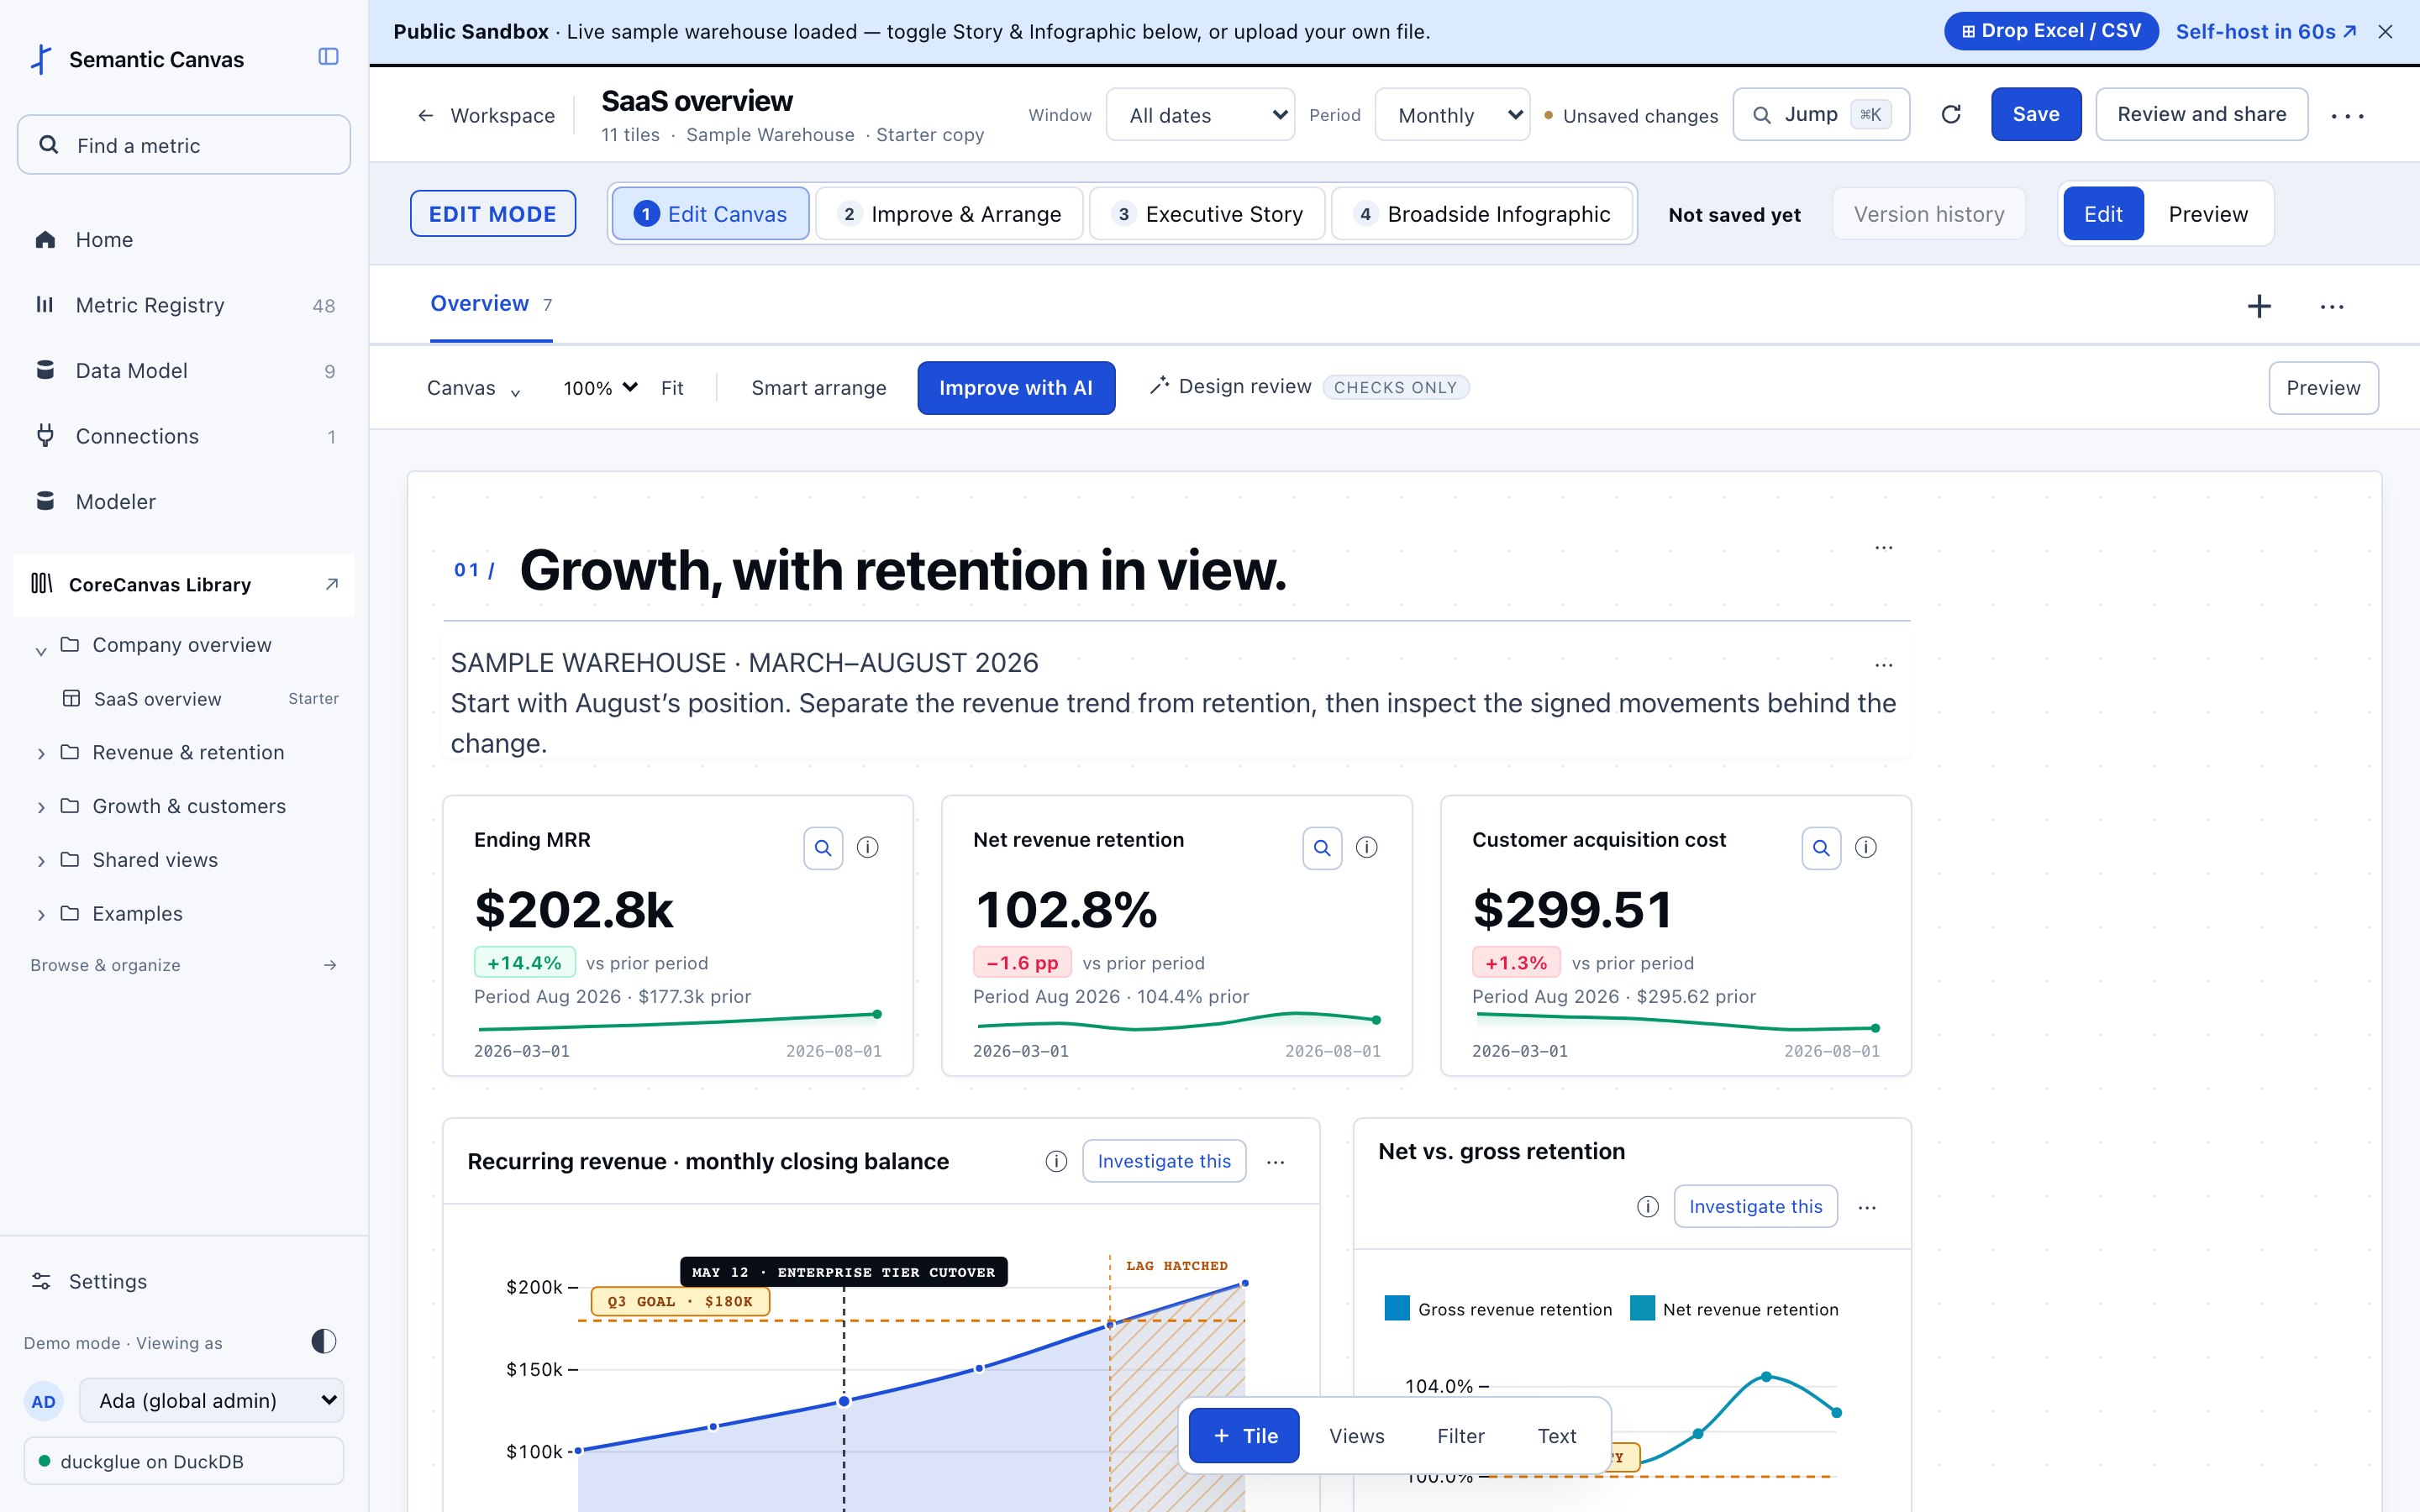 Semantic Canvas
Find a metric
Home
Metric Registry 48
Data Model 9
Connections 1
Modeler
CoreCanvas Library
Company overview
SaaS overview Starter
Revenue & retention
Growth & customers
Shared views
Examples
Browse & organize
Settings
Demo mode · Viewing as
AD Ada (global admin)
duckglue on DuckDB
Public Sandbox · Live sample warehouse loaded — toggle Story & Infographic below, or upload your own file.
Drop Excel / CSV
Self-host in 60s
Workspace
SaaS overview
11 tiles · Sample Warehouse · Starter copy
Window All dates Period Monthly
Unsaved changes
Jump ⌘K
Save
Review and share
EDIT MODE
1 Edit Canvas
2 Improve & Arrange
3 Executive Story
4 Broadside Infographic
Not saved yet
Version history
Edit Preview
Overview 7
Canvas 100% Fit Smart arrange Improve with AI Design review CHECKS ONLY Preview
01 / Growth, with retention in view.
SAMPLE WAREHOUSE · MARCH–AUGUST 2026
Start with August’s position. Separate the revenue trend from retention, then inspect the signed movements behind the
change.
Ending MRR
$202.8k
+14.4% vs prior period
Period Aug 2026 · $177.3k prior
2026-03-01 2026-08-01
Net revenue retention
102.8%
−1.6 pp vs prior period
Period Aug 2026 · 104.4% prior
2026-03-01 2026-08-01
Customer acquisition cost
$299.51
+1.3% vs prior period
Period Aug 2026 · $295.62 prior
2026-03-01 2026-08-01
Recurring revenue · monthly closing balance
Investigate this
MAY 12 · ENTERPRISE TIER CUTOVER
LAG HATCHED
Q3 GOAL · $180K
$200k
$150k
$100k
Net vs. gross retention
Investigate this
Gross revenue retention Net revenue retention
104.0%
100.0%
+ Tile Views Filter Text